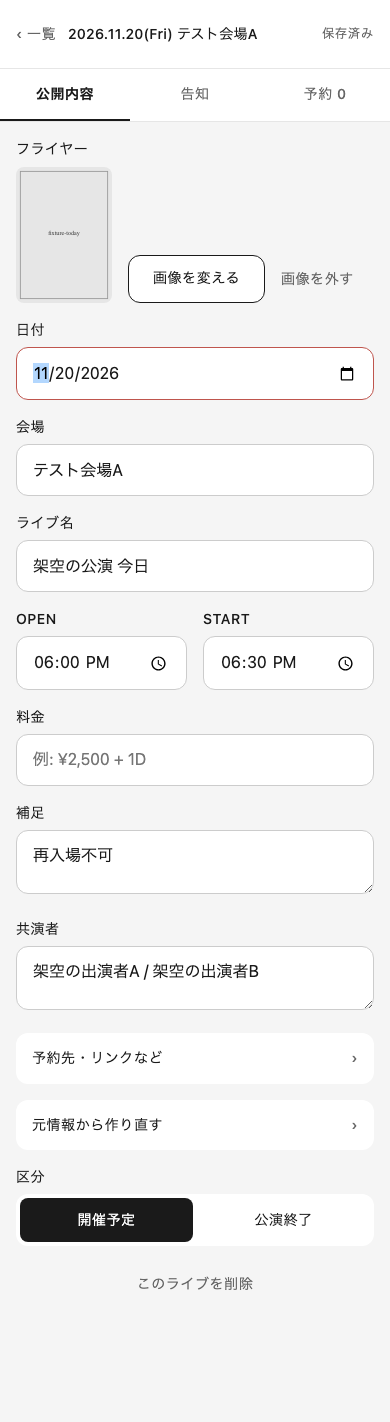 ‹ 一覧 2026.11.20(Fri) テスト会場A 保存済み
公開内容 告知 予約 0
フライヤー
fixture-today
画像を変える 画像を外す
日付
11/20/2026
会場
テスト会場A
ライブ名
架空の公演 今日
OPEN START
06:00 PM 06:30 PM
料金
例: ¥2,500 + 1D
補足
再入場不可
共演者
架空の出演者A / 架空の出演者B
予約先・リンクなど ›
元情報から作り直す ›
区分
開催予定 公演終了
このライブを削除